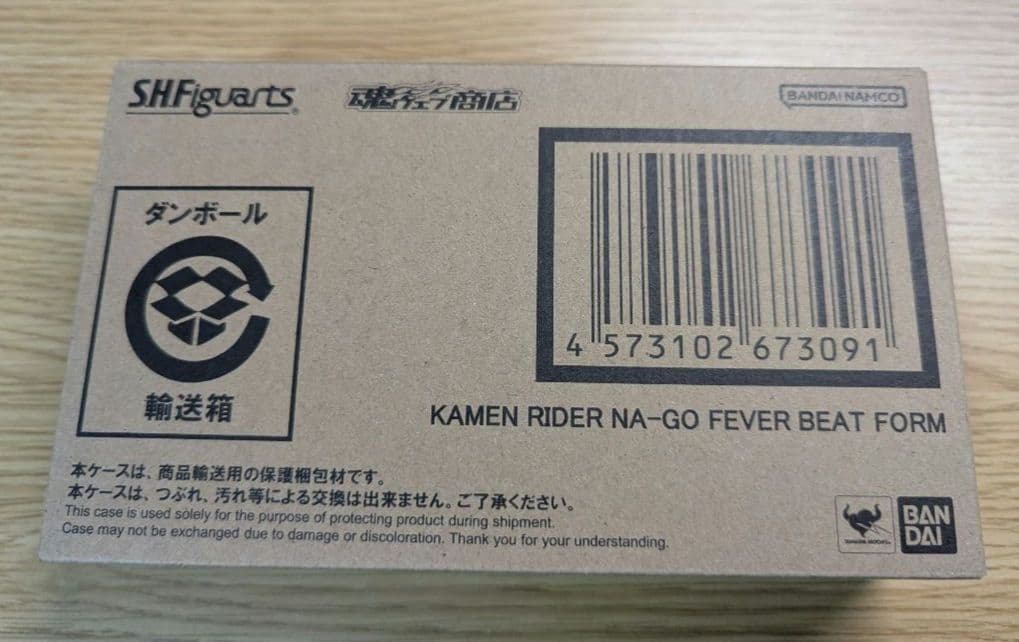 S.H.Figuarts
魂ウェブ商店
BANDAI NAMCO
ダンボール
輸送箱
4 573102 673091
KAMEN RIDER NA-GO FEVER BEAT FORM
本ケースは、商品輸送用の保護梱包材です。
本ケースは、つぶれ、汚れ等による交換は出来ません。ご了承ください。
This case is used solely for the purpose of protecting product during shipment.
Case may not be exchanged due to damage or discoloration. Thank you for your understanding.
TAMASHII NATIONS
BAN
DAI